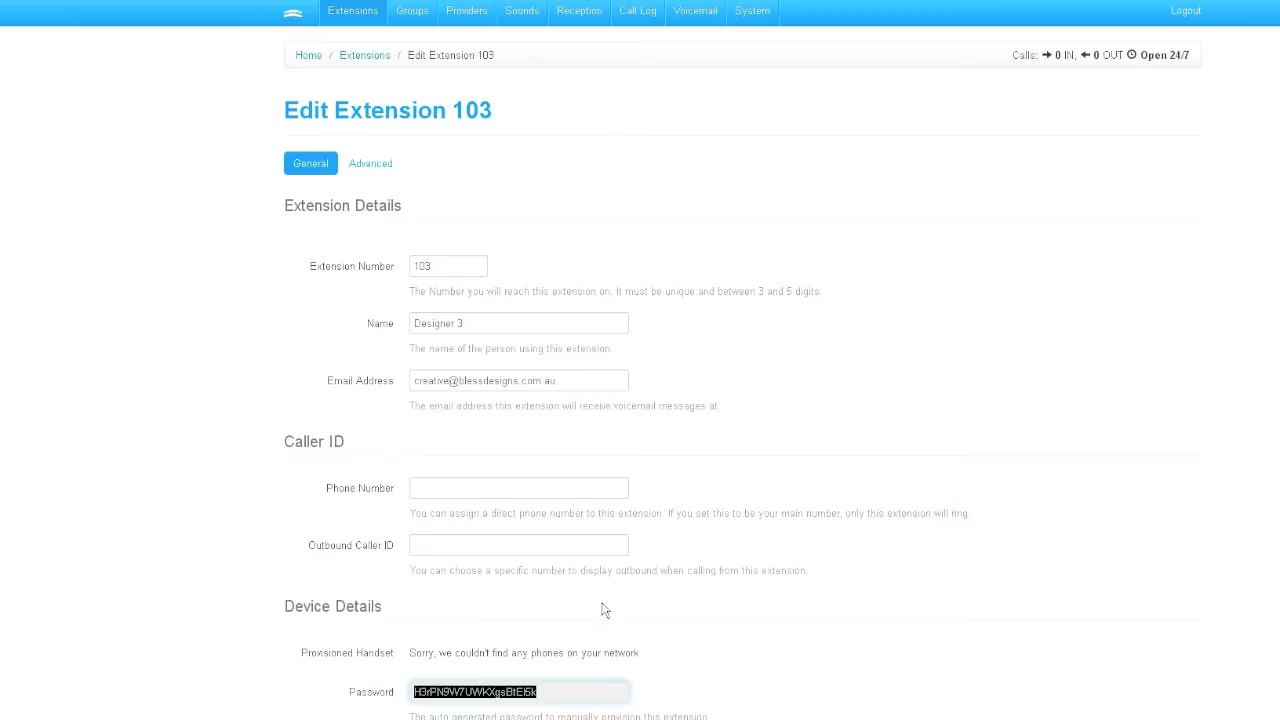 Extensions Groups Providers Sounds Reception Call Log Voicemail System Logout
Home / Extensions / Edit Extension 103 Calls: 0 IN, 0 OUT Open 24/7
Edit Extension 103
General Advanced
Extension Details
Extension Number 103
The Number you will reach this extension on. It must be unique and between 3 and 5 digits.
Name Designer 3
The name of the person using this extension.
Email Address creative@blessdesigns.com.au
The email address this extension will receive voicemail messages at.
Caller ID
Phone Number
You can assign a direct phone number to this extension. If you set this to be your main number, only this extension will ring.
Outbound Caller ID
You can choose a specific number to display outbound when calling from this extension.
Device Details
Provisioned Handset Sorry, we couldn't find any phones on your network
Password
The auto generated password to manually provision this extension